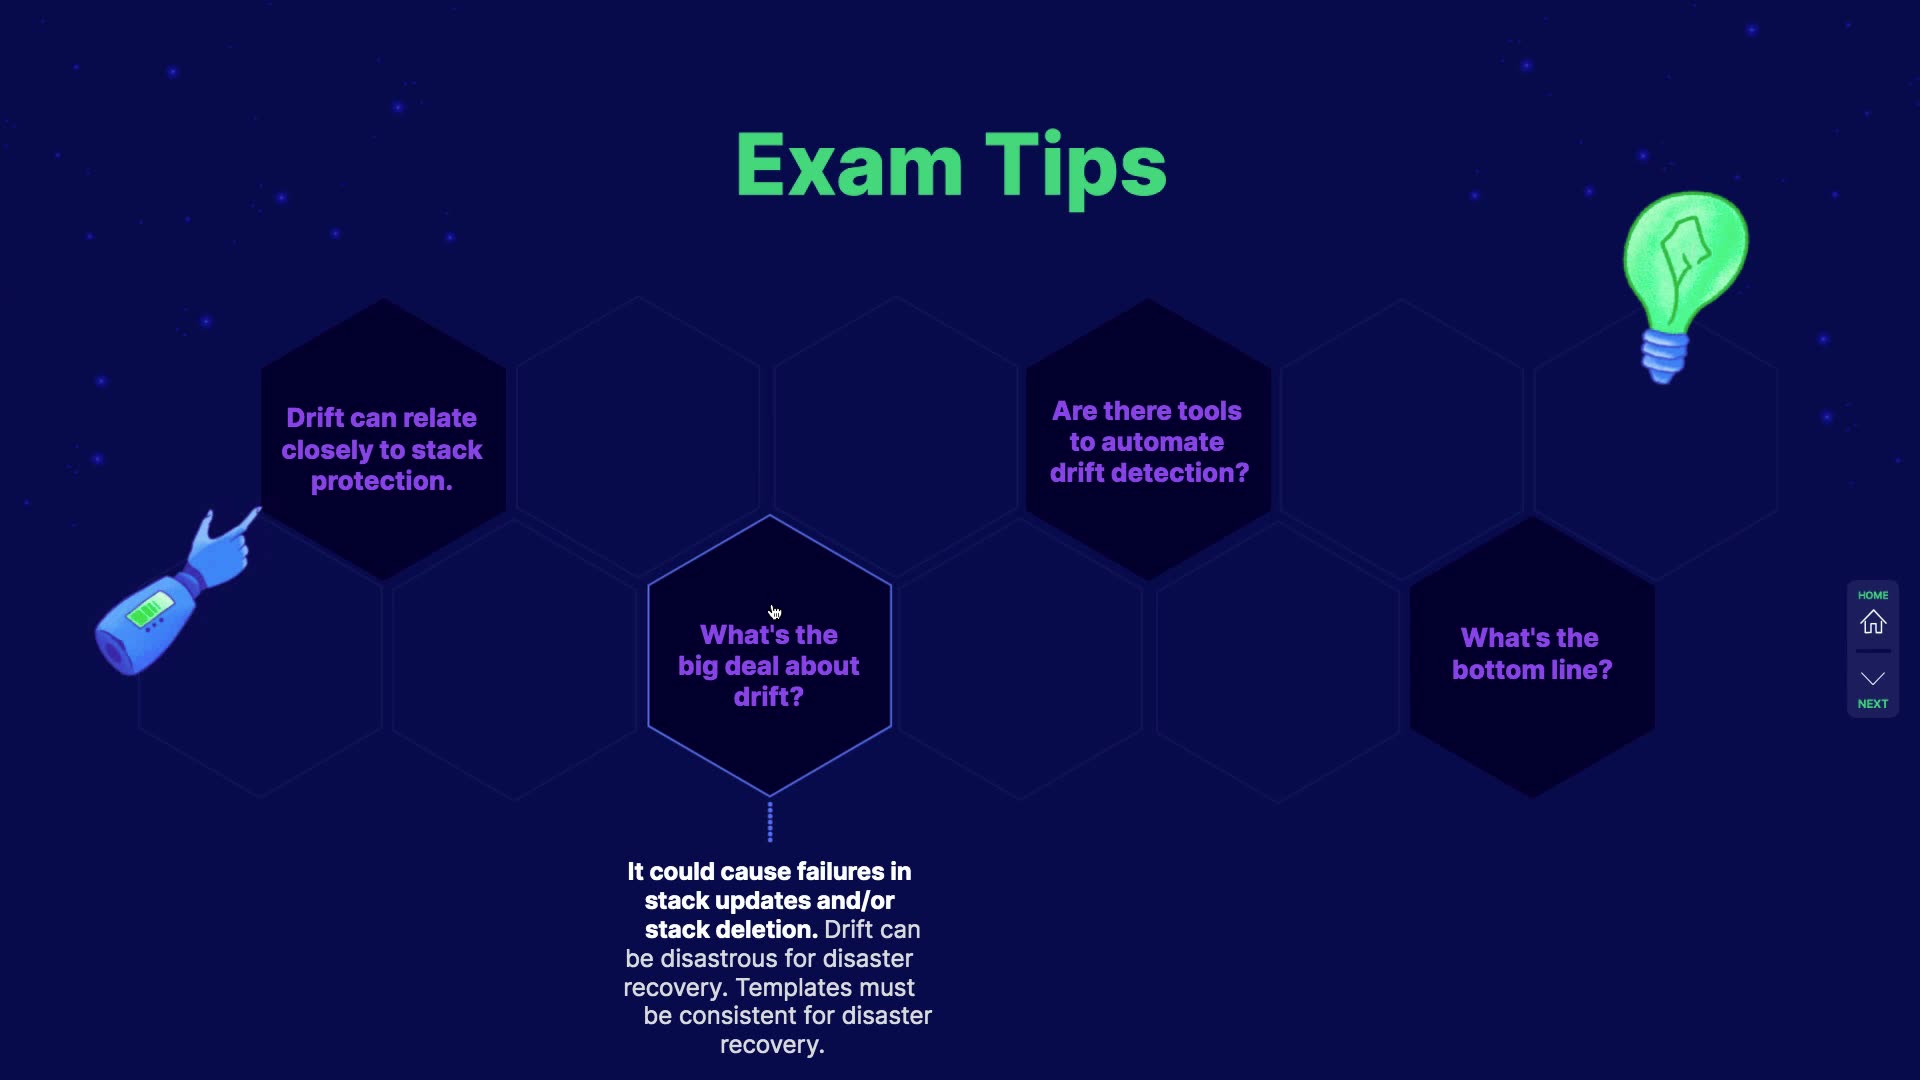 Exam Tips
Drift can relate
closely to stack
protection.
Are there tools
to automate
drift detection?
What's the
big deal about
drift?
What's the
bottom line?
HOME
NEXT
It could cause failures in
stack updates and/or
stack deletion. Drift can
be disastrous for disaster
recovery. Templates must
be consistent for disaster
recovery.